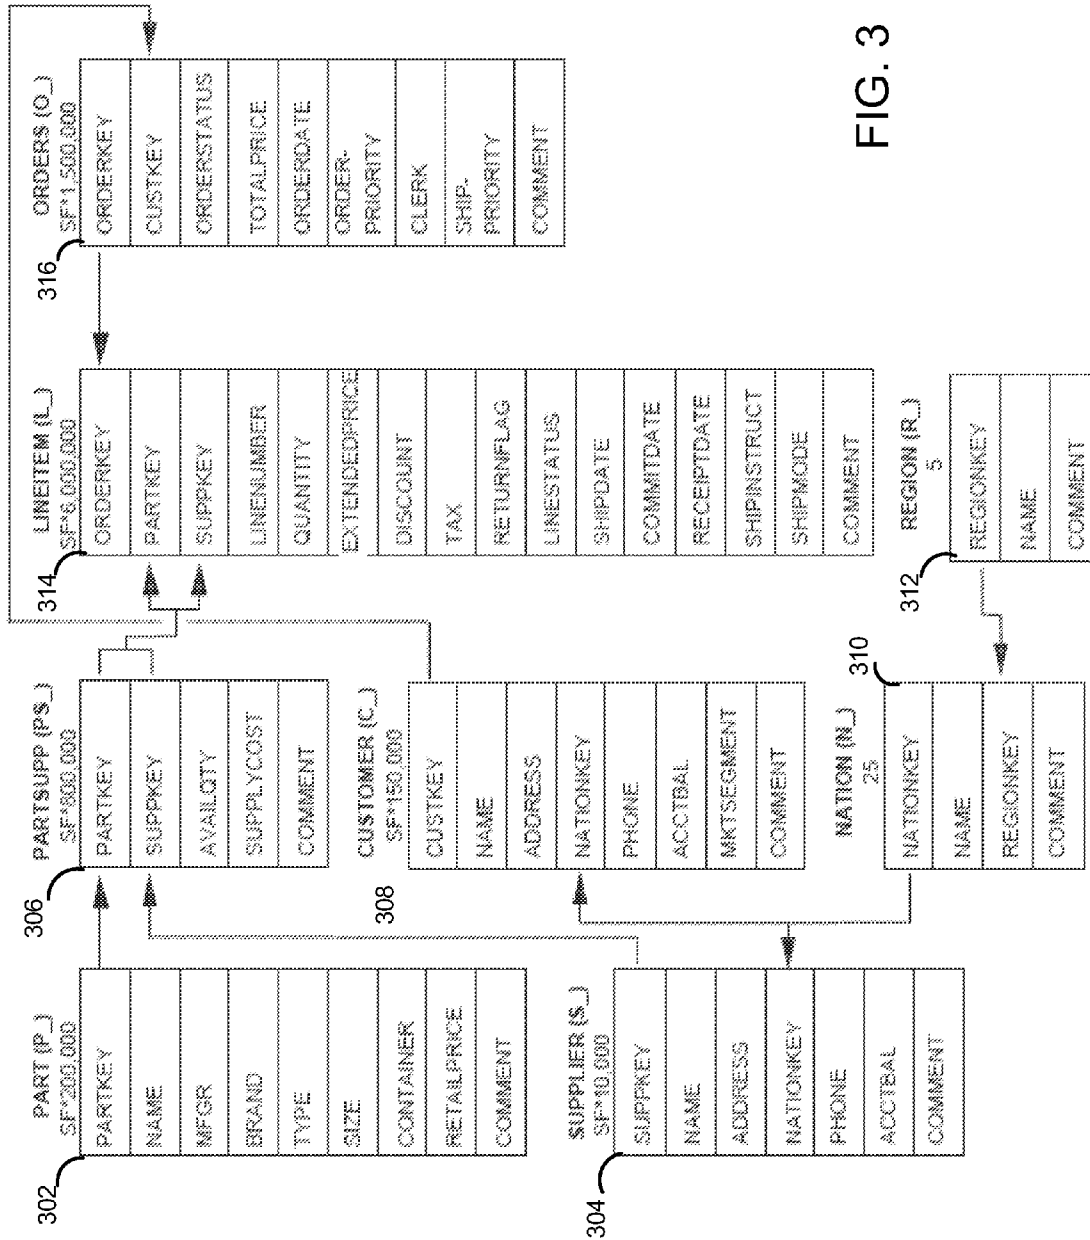 302
PART (P_)
SF*200,000
PARTKEY
NAME
MFGR
BRAND
TYPE
SIZE
CONTAINER
RETAILPRICE
COMMENT
304
SUPPLIER (S_)
SF*10,000
SUPPKEY
NAME
ADDRESS
NATIONKEY
PHONE
ACCTBAL
COMMENT
306
PARTSUPP (PS_)
SF*800,000
PARTKEY
SUPPKEY
AVAILQTY
SUPPLYCOST
COMMENT
308
CUSTOMER (C_)
SF*150,000
CUSTKEY
NAME
ADDRESS
NATIONKEY
PHONE
ACCTBAL
MKTSEGMENT
COMMENT
NATION (N_)
25
310
NATIONKEY
NAME
REGIONKEY
COMMENT
314
LINEITEM (L_)
SF*6,000,000
ORDERKEY
PARTKEY
SUPPKEY
LINENUMBER
QUANTITY
EXTENDEDPRICE
DISCOUNT
TAX
RETURNFLAG
LINESTATUS
SHIPDATE
COMMITDATE
RECEIPTDATE
SHIPINSTRUCT
SHIPMODE
COMMENT
312
REGION (R_)
5
REGIONKEY
NAME
COMMENT
316
ORDERS (O_)
SF*1,500,000
ORDERKEY
CUSTKEY
ORDERSTATUS
TOTALPRICE
ORDERDATE
ORDER-
PRIORITY
CLERK
SHIP-
PRIORITY
COMMENT
FIG. 3